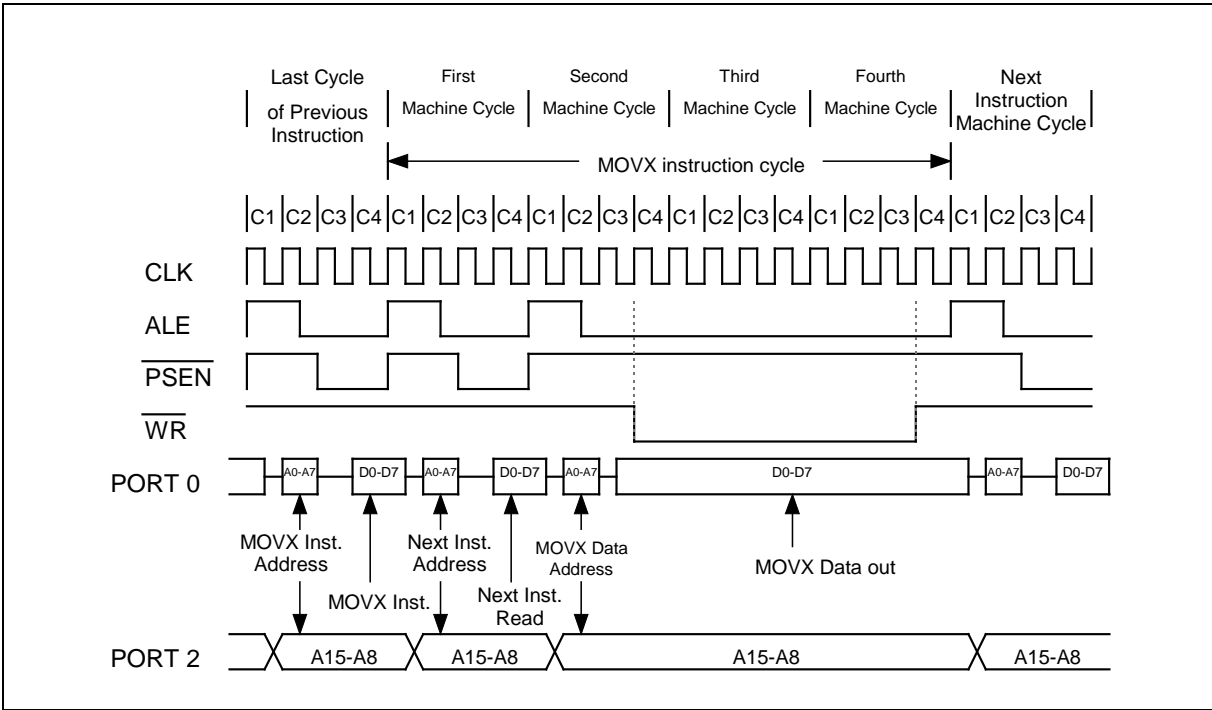 Last Cycle
of Previous
Instruction
First
Machine Cycle
Second
Machine Cycle
Third
Machine Cycle
Fourth
Machine Cycle
Next
Instruction
Machine Cycle
MOVX instruction cycle
C1 C2 C3 C4 C1 C2 C3 C4 C1 C2 C3 C4 C1 C2 C3 C4 C1 C2 C3 C4 C1 C2 C3 C4
CLK
ALE
PSEN
WR
PORT 0
A0-A7 D0-D7 A0-A7 D0-D7 A0-A7 D0-D7 A0-A7 D0-D7
MOVX Inst.
Address
MOVX Inst.
Next Inst.
Address
Next Inst.
Read
MOVX Data
Address
MOVX Data out
PORT 2
A15-A8 A15-A8 A15-A8 A15-A8